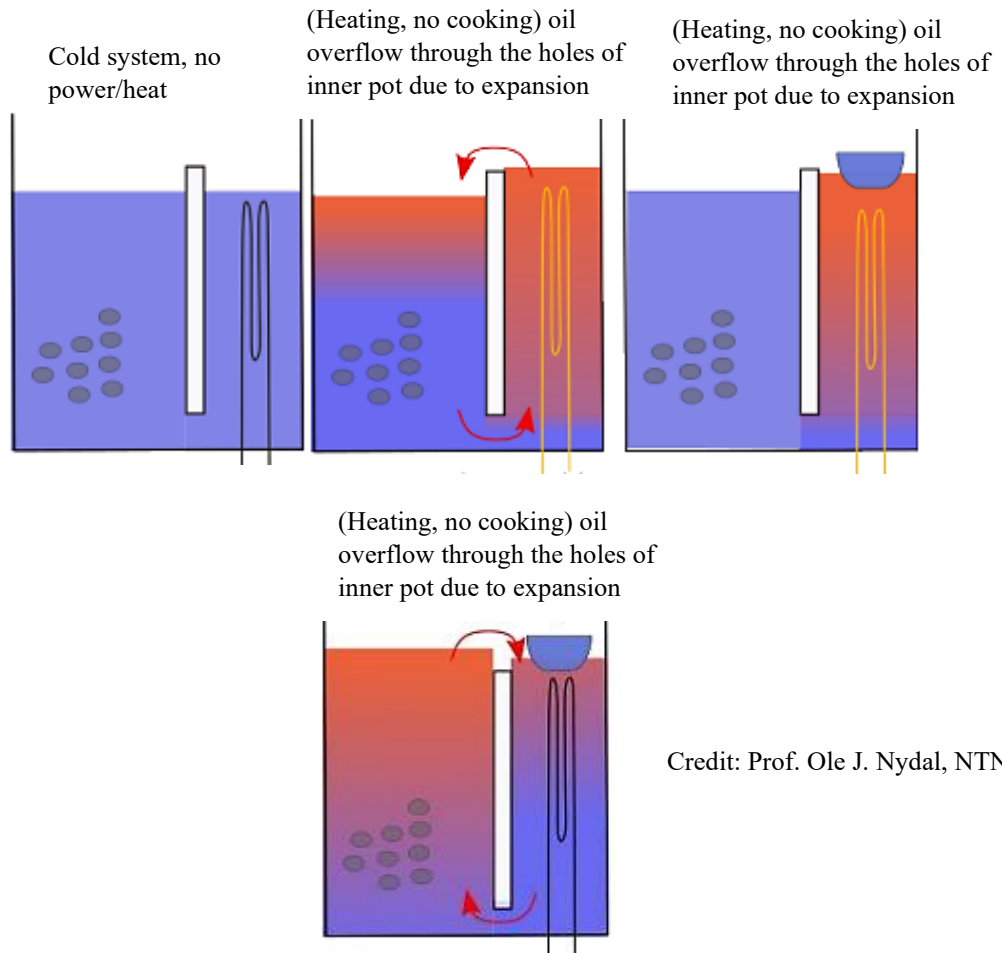 Cold system, no
power/heat
(Heating, no cooking) oil
overflow through the holes of
inner pot due to expansion
(Heating, no cooking) oil
overflow through the holes of
inner pot due to expansion
(Heating, no cooking) oil
overflow through the holes of
inner pot due to expansion
Credit: Prof. Ole J. Nydal, NTN